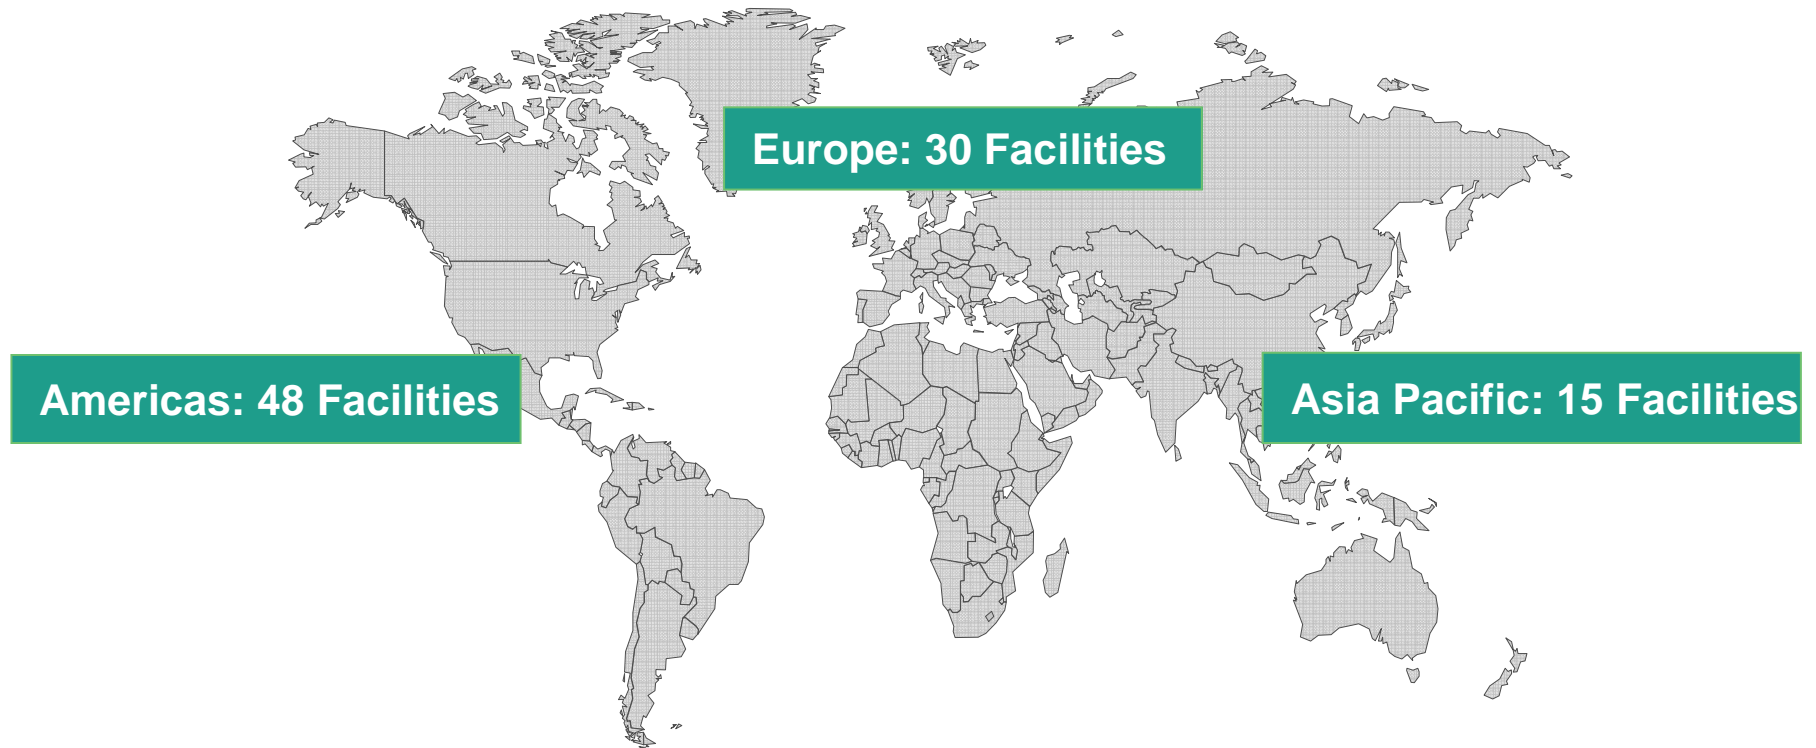 Europe: 30 Facilities
Americas: 48 Facilities
Asia Pacific: 15 Facilities